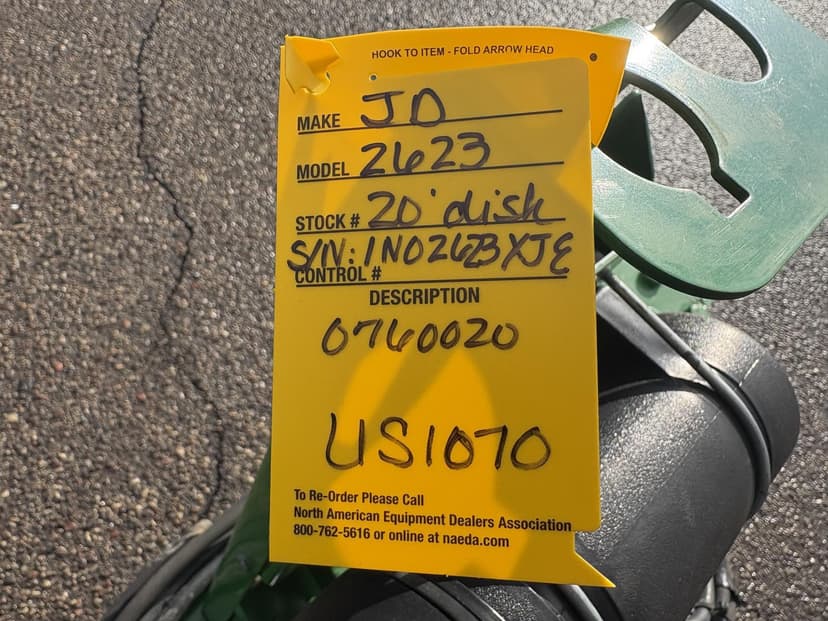 HOOK TO ITEM - FOLD ARROW HEAD
MAKE JD
MODEL 2623
STOCK # 20' disk
S/N: 1N02623XJE
CONTROL #
DESCRIPTION
0760020
US1070
To Re-Order Please Call
North American Equipment Dealers Association
800-762-5616 or online at naeda.com